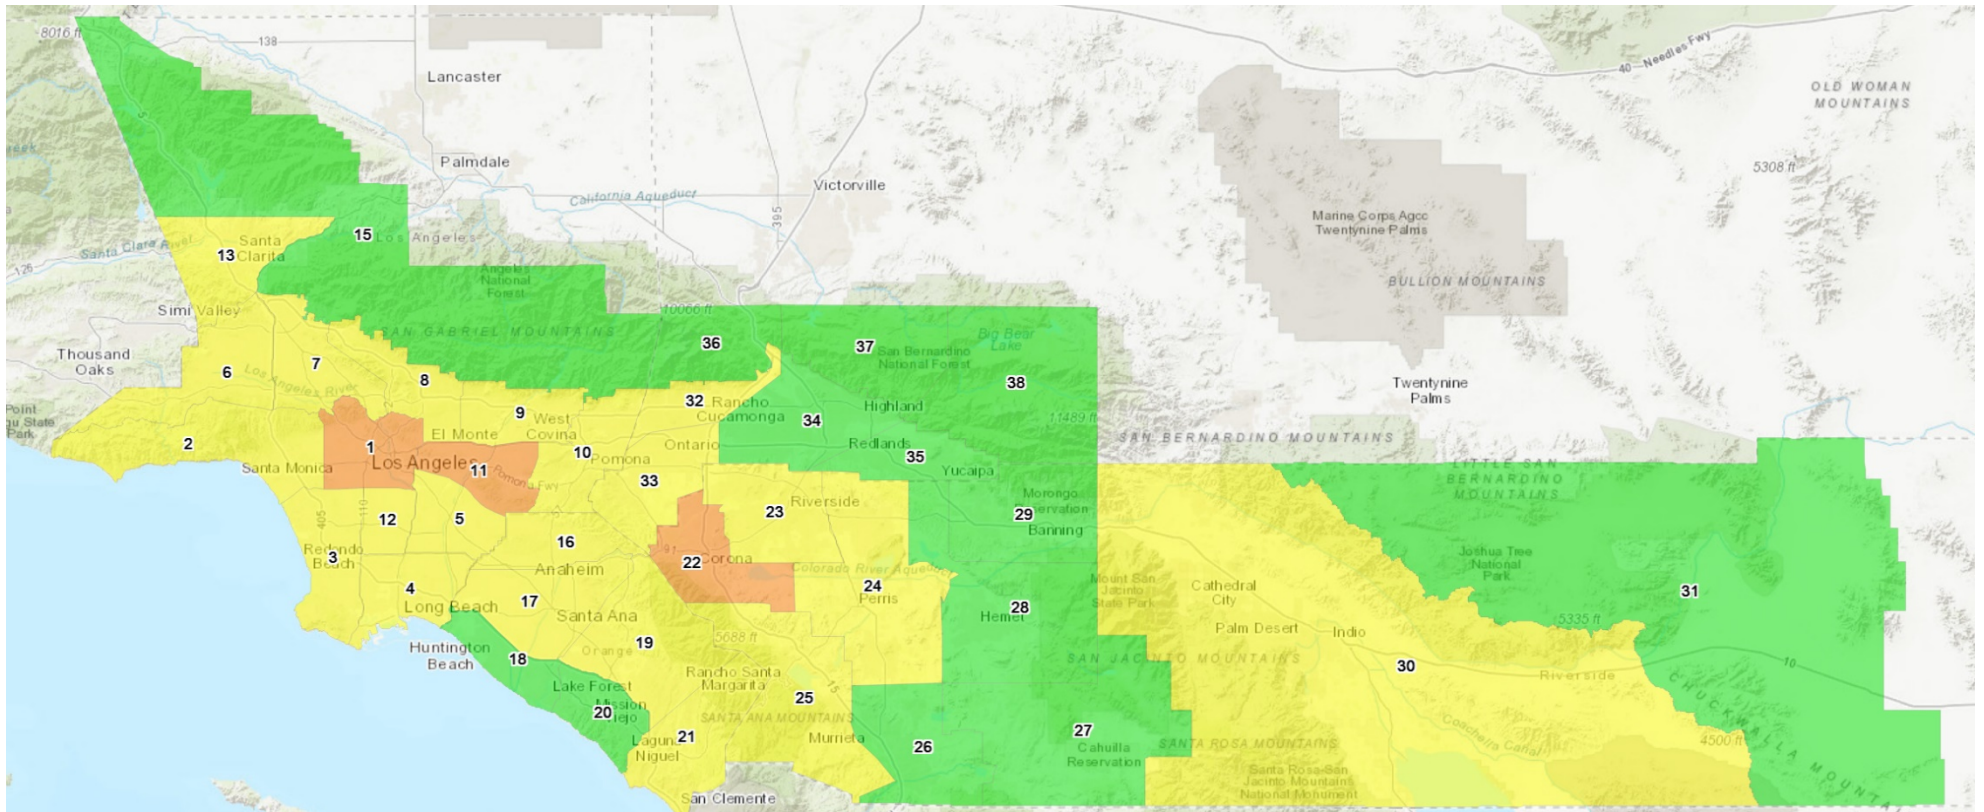 8016 ft
138
Lancaster
40
Needles Fwy
OLD WOMAN
MOUNTAINS
5
Palmdale
5308 ft
Victorville
California Aqueduct
395
Marine Corps Agcc
Twentynine Palms
15
Los Angeles
Santa Clara River
13
Santa
Clarita
126
Angeles
National
Forest
BULLION MOUNTAINS
Simi Valley
10066 ft
SAN GABRIEL MOUNTAINS
36
37
San Bernardino
National Forest
Big Bear
Lake
Thousand
Oaks
6
7
Los Angeles River
8
38
Twentynine
Palms
32
Rancho
Cucamonga
Highland
34
9
West
Covina
11489 ft
Point
State
Park
2
1
El Monte
Ontario
Redlands
35
SAN BERNARDINO MOUNTAINS
Santa Monica
Los Angeles
11
Pomona Fwy
10
Pomona
Yucaipa
LITTLE SAN
BERNARDINO
MOUNTAINS
33
Riverside
23
Morongo
29
Banning
405
110
12
5
16
Redondo
Beach
3
Anaheim
91
22
Corona
Colorado River Aqueduct
Joshua Tree
National
Park
4
Long Beach
17
Santa Ana
24
Perris
28
Hemet
Mount San
Jacinto
State Park
Cathedral
City
31
5335 ft
Huntington
Beach
18
19
Orange
5688 ft
Palm Desert
Indio
SAN JACINTO MOUNTAINS
30
10
Riverside
Rancho Santa
Margarita
Lake Forest
Mission
Viejo
20
25
15
SANTA ANA MOUNTAINS
CHUCKWALLA MOUNTA
Laguna
Niguel
21
Murrieta
26
27
Cahuilla
Reservation
SANTA ROSA MOUNTAINS
Coachella Canal
4500 ft
Santa Rosa-San
Jacinto Mountains
National Monument
San Clemente